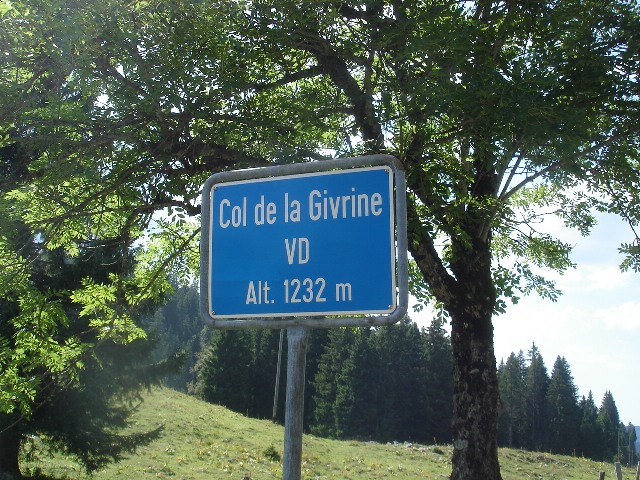 Col de la Givrine
VD
Alt. 1232 m